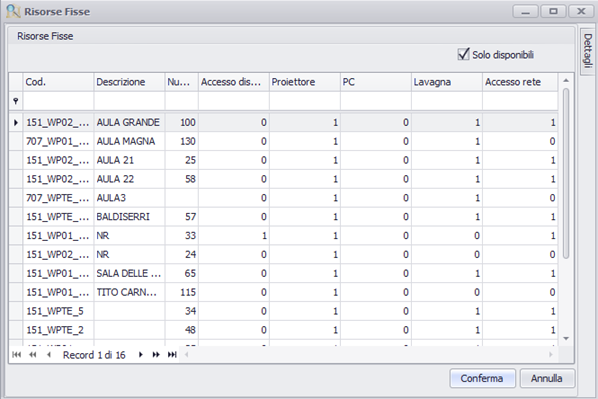 Risorse Fisse
Risorse Fisse
Dettagli
Solo disponibili
Cod. Descrizione Nu... Accesso dis... Proiettore PC Lavagna Accesso rete
151_WP02_... AULA GRANDE 100 0 1 0 1 1
707_WP01_... AULA MAGNA 130 0 1 0 1 0
151_WP02_... AULA 21 25 0 1 0 1 1
151_WP02_... AULA 22 58 0 1 0 1 1
707_WPTE_... AULA3 0 1 0 1 0
151_WPTE_... BALDISERRI 57 0 1 0 1 1
151_WP01_... NR 33 1 1 0 0 1
151_WP02_... NR 24 0 1 0 0 0
151_WP01_... SALA DELLE ... 65 0 1 0 1 1
151_WP01_... TITO CARN... 115 0 1 0 0 0
151_WPTE_5 34 0 1 0 1 1
151_WPTE_2 48 0 1 0 1 1
Record 1 di 16
Conferma Annulla